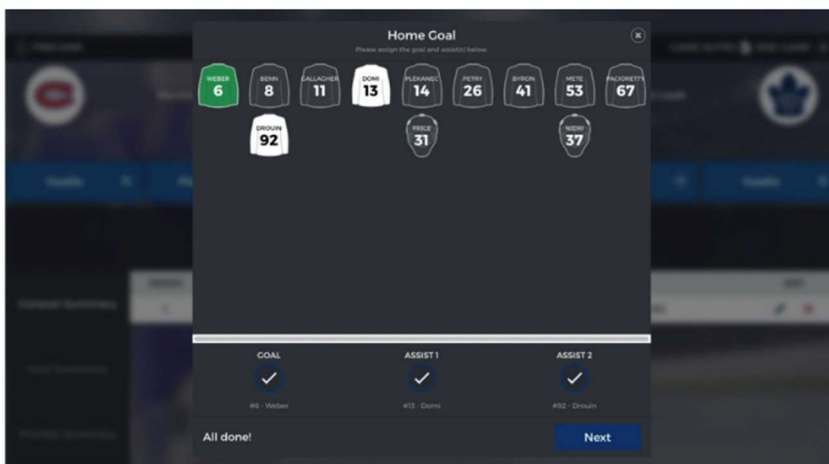 Home Goal
Please assign the goal and assist(s) below
WEBER BENN GALLAGHER DOMI PLEKANEC PETRY BYRON METE PACIORETTY
6 8 11 13 14 26 41 53 67
DROUIN PRICE NIEMI
92 31 37
GOAL ASSIST 1 ASSIST 2
#6 - Weber #13 - Domi #92 - Drouin
All done! Next